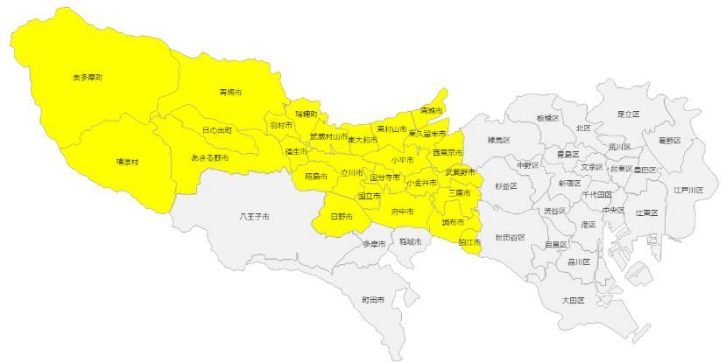 奥多摩町
青梅市
檜原村
日の出町
あきる野市
羽村市
瑞穂町
福生市
武蔵村山市
東大和市
東村山市
清瀬市
東久留米市
昭島市
立川市
小平市
西東京市
国分寺市
小金井市
武蔵野市
国立市
三鷹市
日野市
府中市
調布市
狛江市
八王子市
多摩市
稲城市
町田市
練馬区
板橋区
北区
足立区
豊島区
荒川区
葛飾区
中野区
文京区
台東区
墨田区
杉並区
新宿区
千代田区
江戸川区
渋谷区
中央区
江東区
世田谷区
港区
目黒区
品川区
大田区